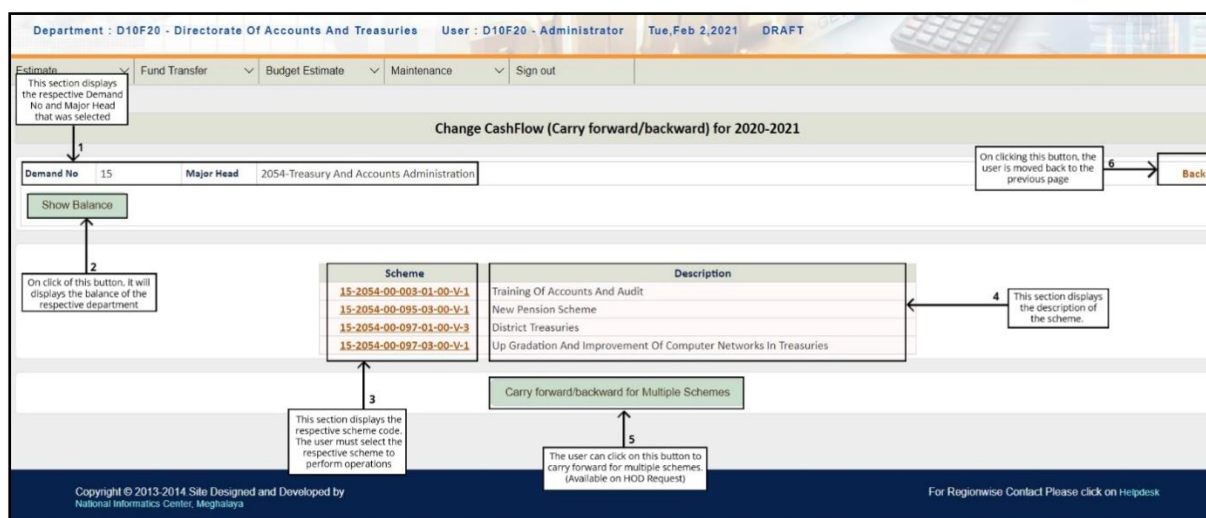 Department : D10F20 - Directorate Of Accounts And Treasuries User : D10F20 - Administrator Tue,Feb 2,2021 DRAFT
Estimate Fund Transfer Budget Estimate Maintenance Sign out
This section displays
the respective Demand
No and Major Head
that was selected
Change CashFlow (Carry forward/backward) for 2020-2021
1
Demand No 15 Major Head 2054-Treasury And Accounts Administration
On clicking this button, the
user is moved back to the
previous page
6
Back
Show Balance
2
On click of this button, it will
displays the balance of the
respective department
Scheme Description
15-2054-00-003-01-00-V-1 Training Of Accounts And Audit
15-2054-00-095-03-00-V-1 New Pension Scheme
15-2054-00-097-01-00-V-3 District Treasuries
15-2054-00-097-03-00-V-1 Up Gradation And Improvement Of Computer Networks In Treasuries
4
This section displays
the description of
the scheme.
Carry forward/backward for Multiple Schemes
3
This section displays the
respective scheme code.
The user must select the
respective scheme to
perform operations
5
The user can click on this button to
carry forward for multiple schemes.
(Available on HOD Request)
Copyright © 2013-2014.Site Designed and Developed by
National Informatics Center, Meghalaya
For Regionwise Contact Please click on Helpdesk